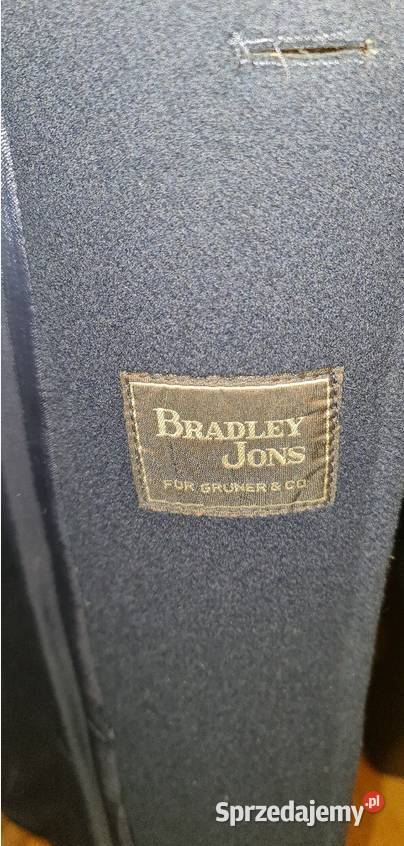 BRADLEY
JONS
FÜR GRUNER & CO
Sprzedajemy.pl